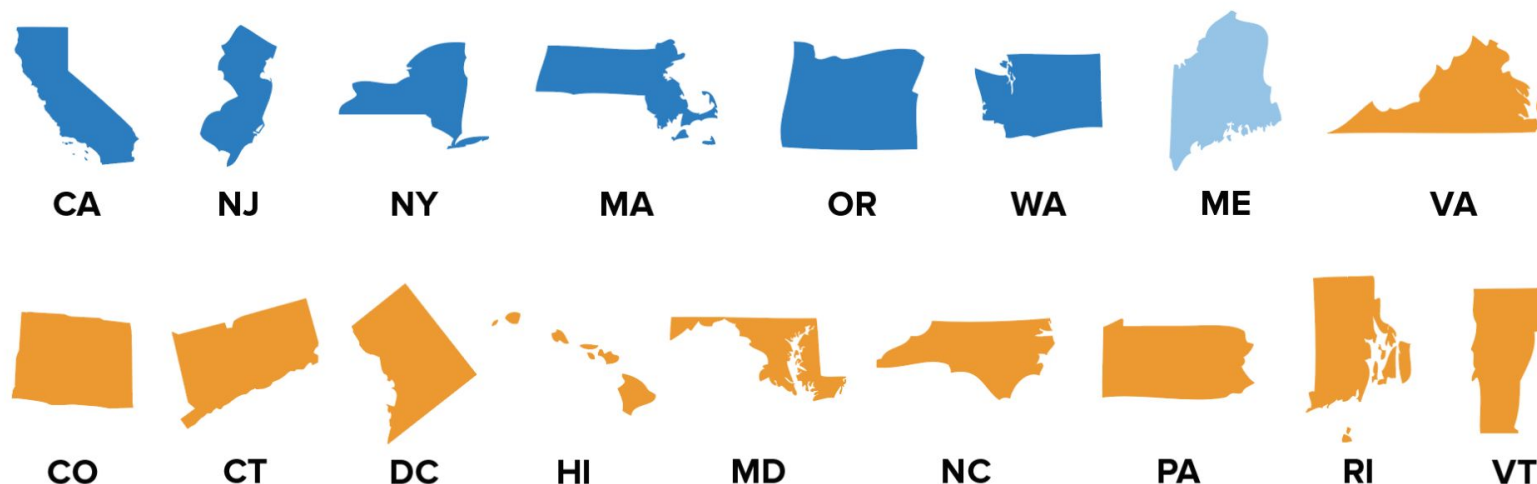 CA NJ NY MA OR WA ME VA
CO CT DC HI MD NC PA RI VT